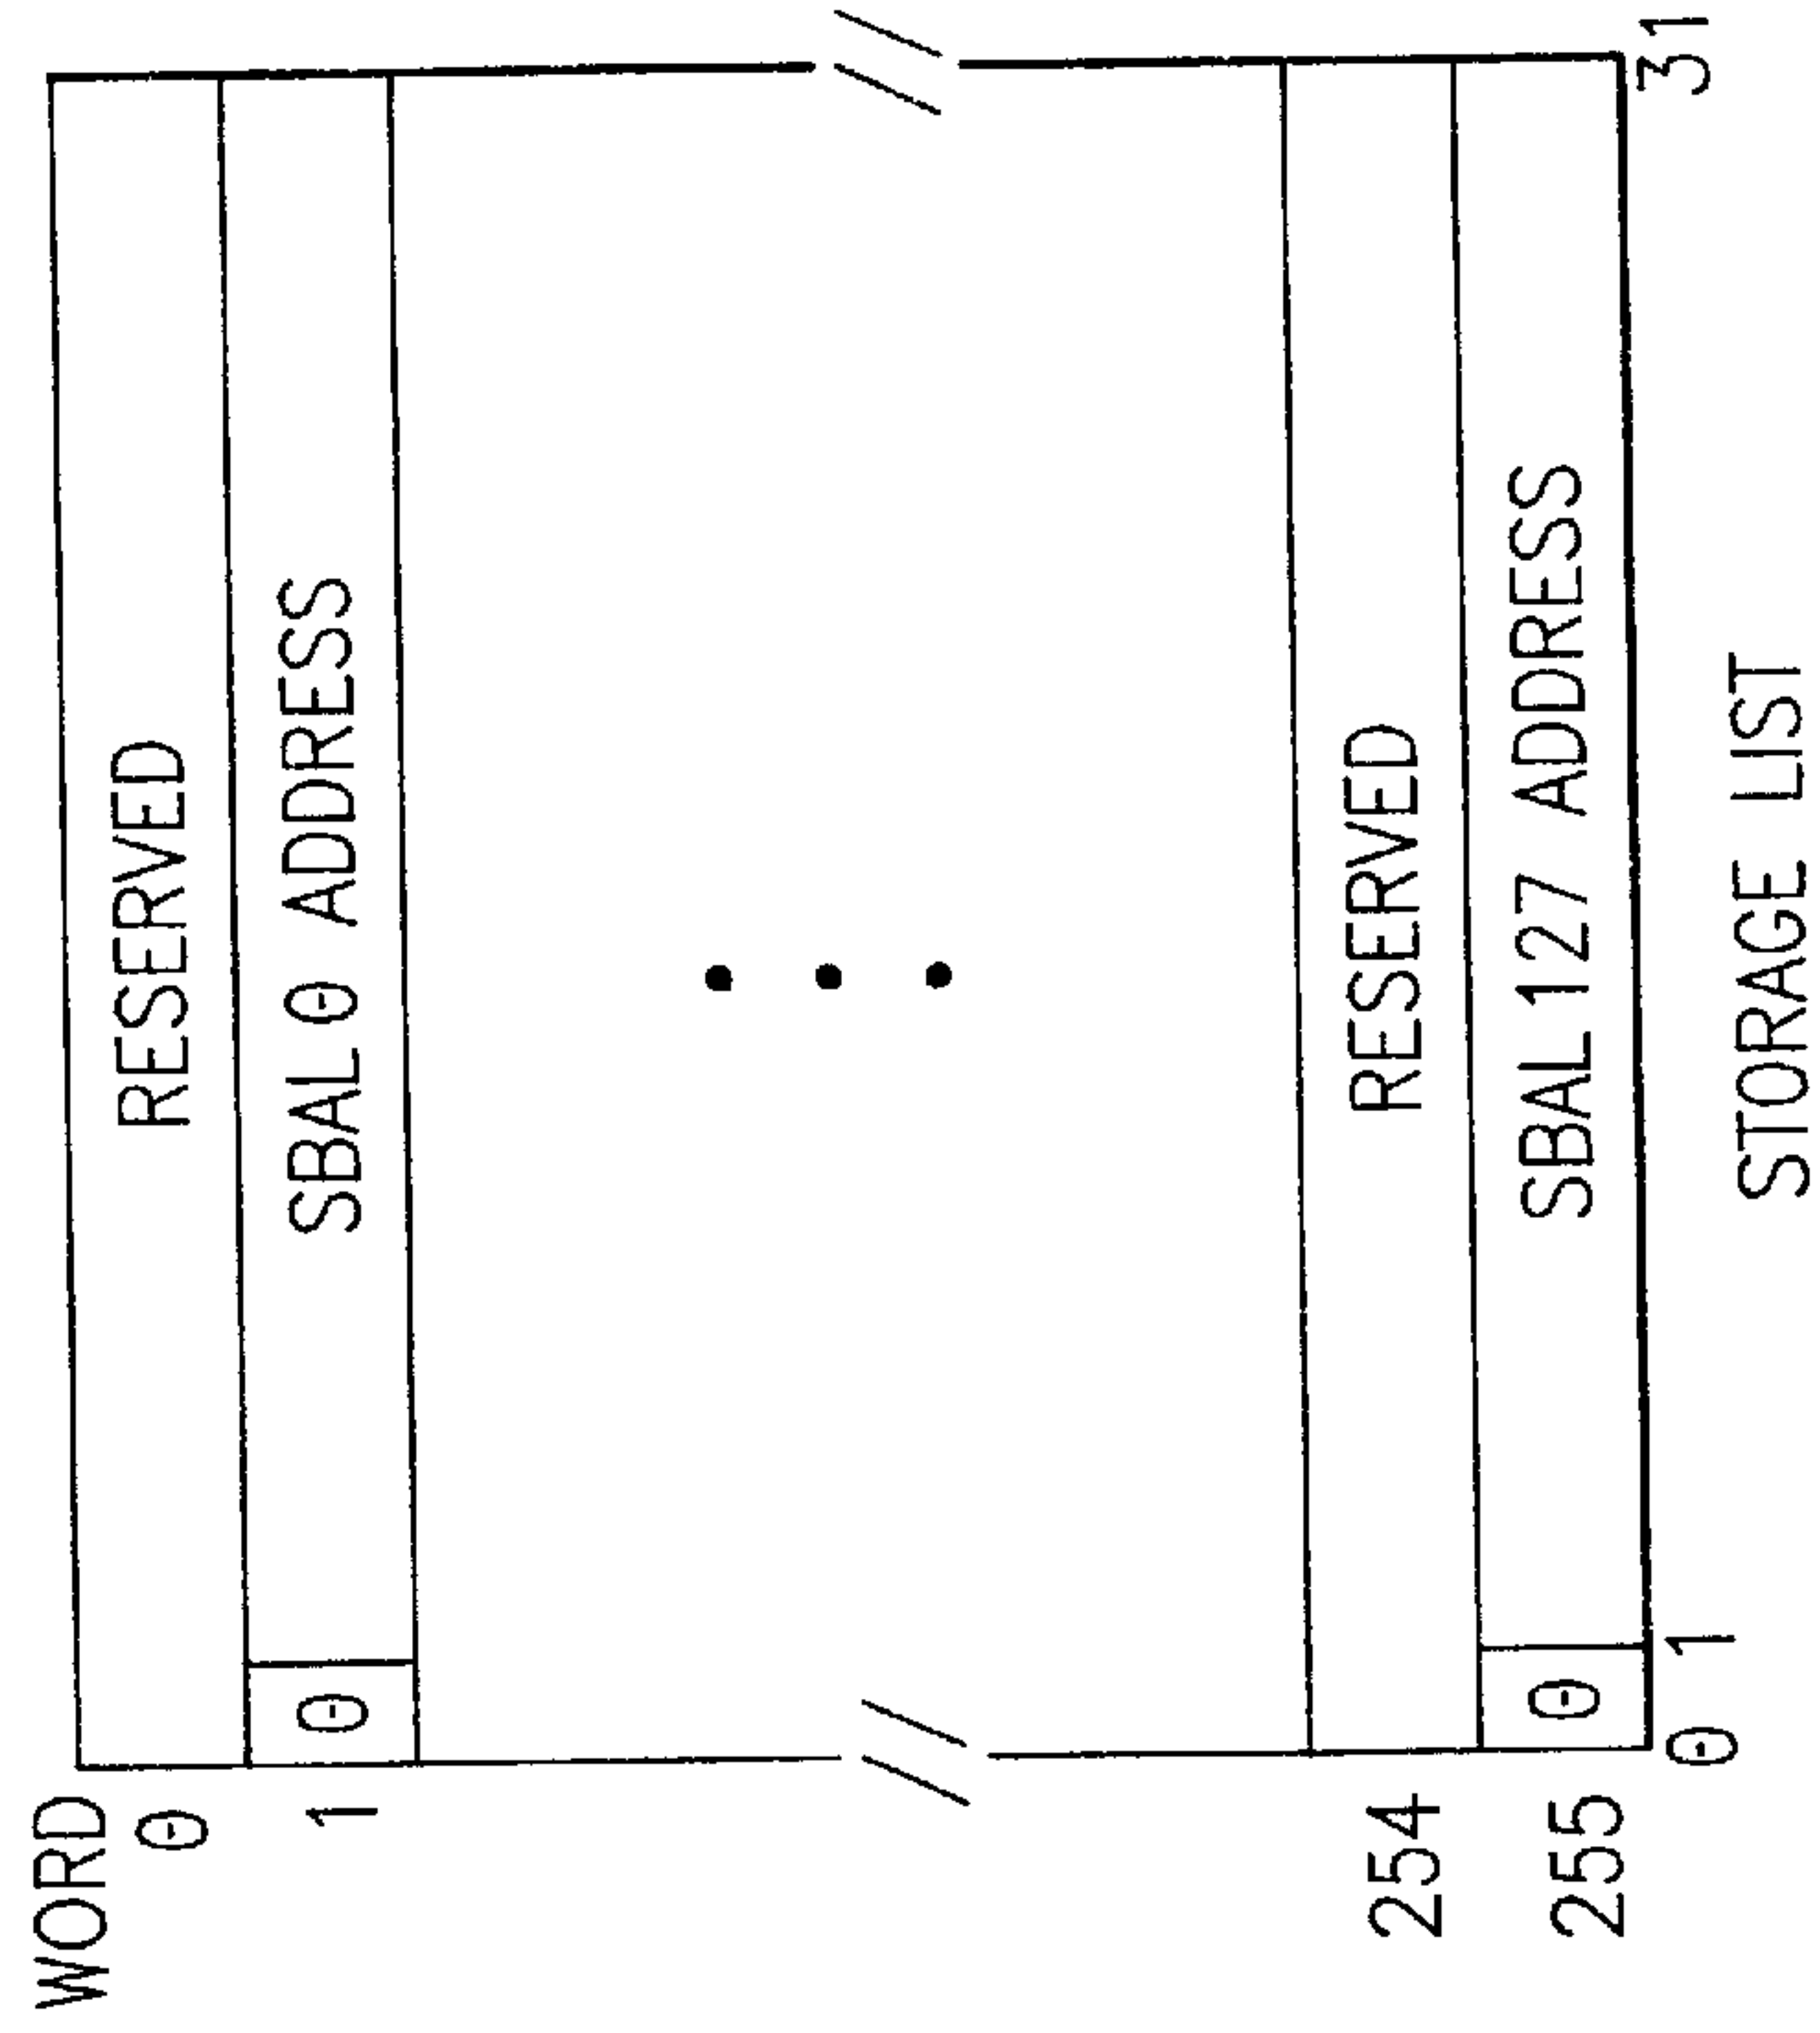 WORD
0 RESERVED
1 0 SBAL 0 ADDRESS
254 RESERVED
255 0 SBAL 127 ADDRESS
0 1 31
STORAGE LIST